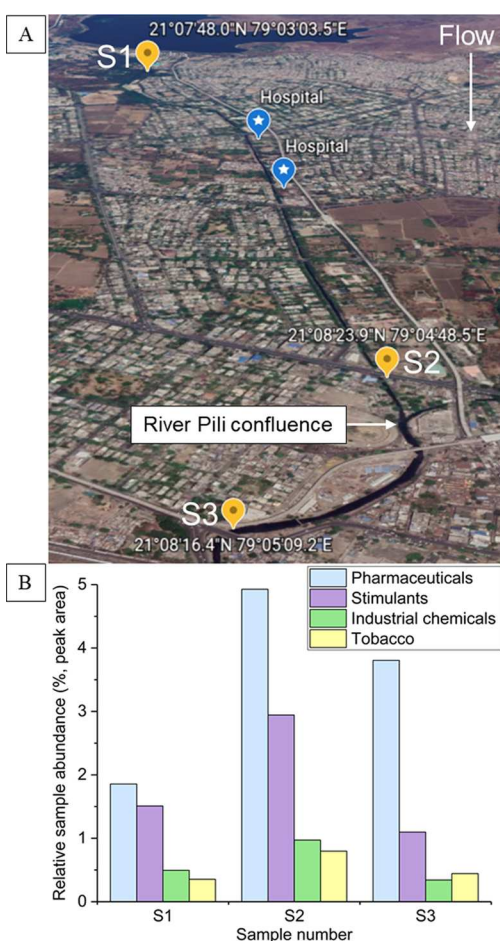 A
21°07'48.0"N 79°03'03.5"E
Flow
S1
Hospital
Hospital
21°08'23.9"N 79°04'48.5"E
S2
River Pili confluence
S3
21°08'16.4"N 79°05'09.2"E
B
Pharmaceuticals
Stimulants
Industrial chemicals
Tobacco
Relative sample abundance (%, peak area)
5
4
3
2
1
0
S1 S2 S3
Sample number